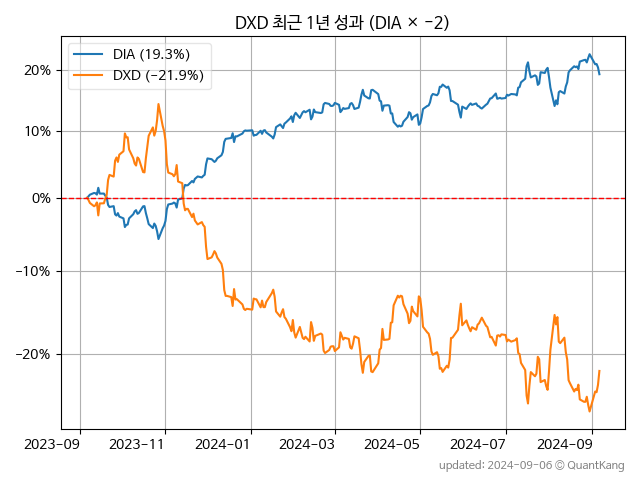 DXD 최근 1년 성과 (DIA × −2)
DIA (19.3%)
DXD (−21.9%)
20%
10%
0%
−10%
−20%
2023-09 2023-11 2024-01 2024-03 2024-05 2024-07 2024-09
updated: 2024-09-06 © QuantKang